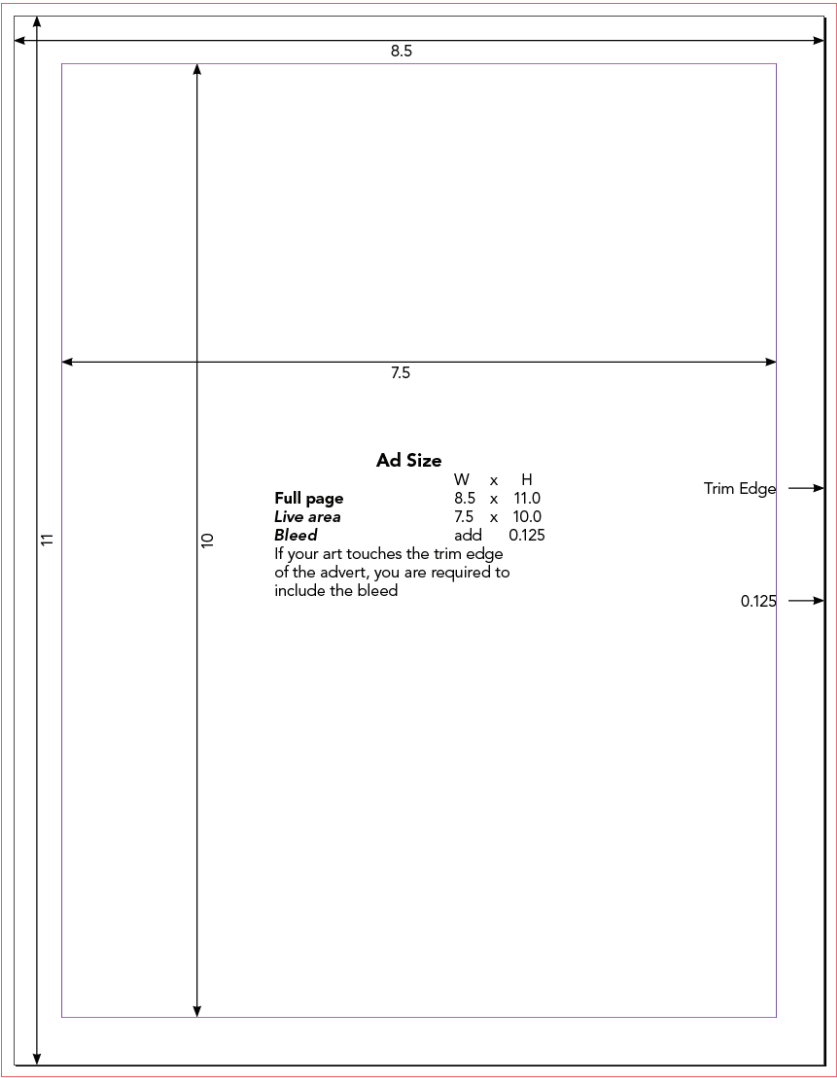 8.5
7.5
Ad Size
W x H
Full page 8.5 x 11.0
Live area 7.5 x 10.0
Bleed add 0.125
If your art touches the trim edge
of the advert, you are required to
include the bleed
Trim Edge
11
10
0.125